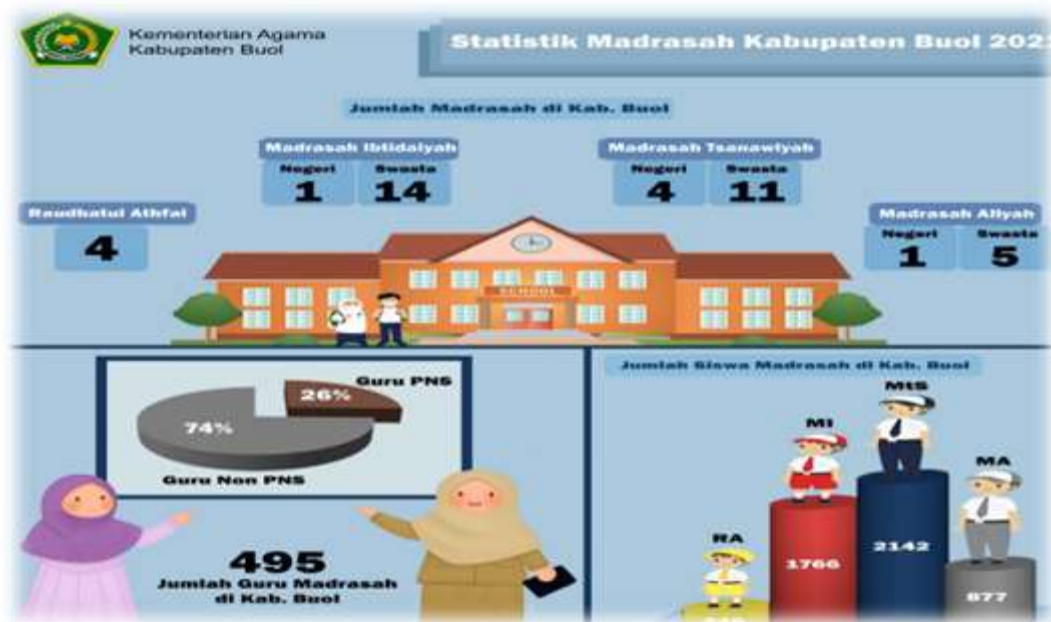 Kementerian Agama
Kabupaten Buol
Statistik Madrasah Kabupaten Buol
Jumlah Madrasah di Kab. Buol
Madrasah Ibtidaiyah
Negeri Swasta
1 14
Madrasah Tsanawiyah
Negeri Swasta
4 11
Raudhatul Athfal
4
Madrasah Aliyah
Negeri Swasta
1 5
SCHOOL
Guru PNS
26%
74%
Guru Non PNS
495
Jumlah Guru Madrasah
di Kab. Buol
Jumlah Siswa Madrasah di Kab. Buol
MtS
MI
MA
RA
1766
2142
877